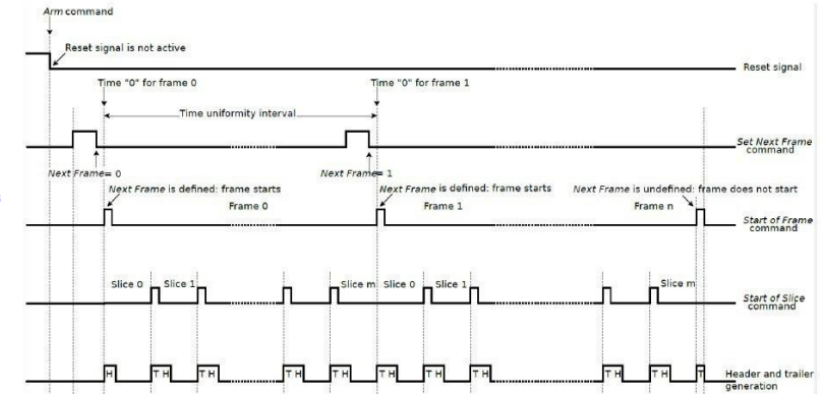 Arm command
Reset signal is not active
Reset signal
Time "0" for frame 0
Time "0" for frame 1
Time uniformity interval
Set Next Frame
command
Next Frame= 0
Next Frame= 1
Next Frame is defined: frame starts
Next Frame is defined: frame starts
Next Frame is undefined: frame does not start
Frame 0
Frame 1
Frame n
Start of Frame
command
Slice 0
Slice 1
Slice m
Slice 0
Slice 1
Slice m
Start of Slice
command
H
T H
T H
T H
T H
T H
T H
T H
T H
T H
T
Header and trailer
generation